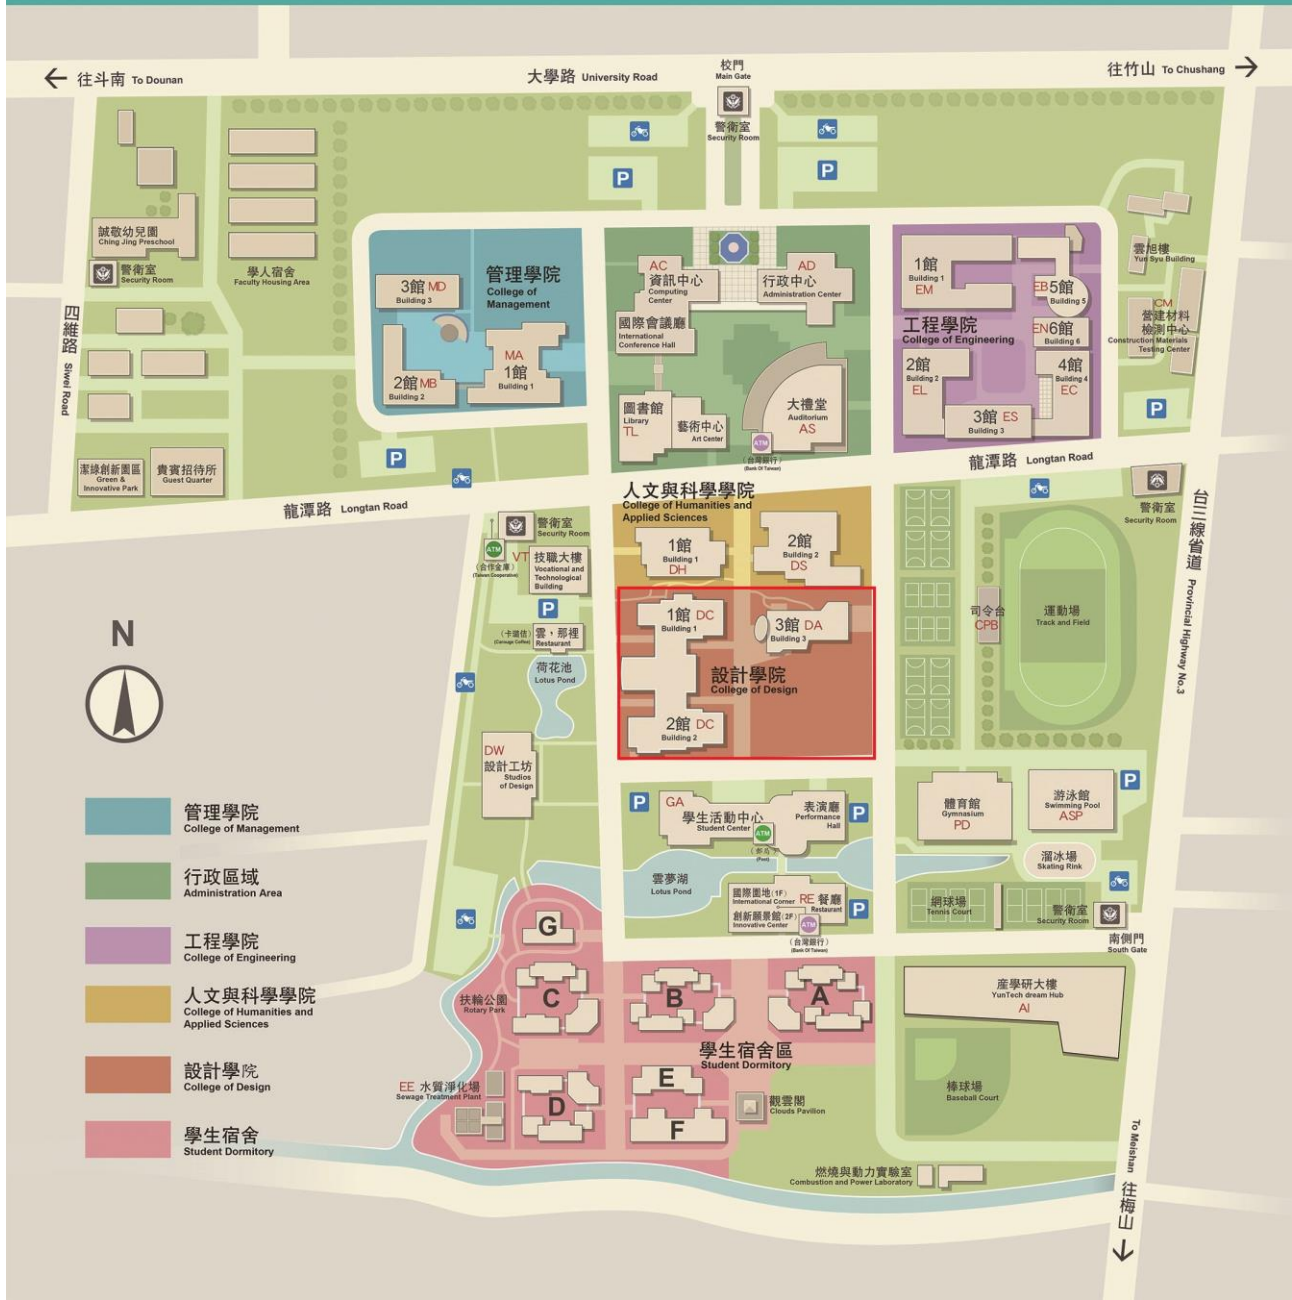 往斗南 To Dounan
大學路 University Road
校門
Main Gate
往竹山 To Chushang
警衛室
Security Room
P
P
誠敬幼兒園
Ching Jing Preschool
警衛室
Security Room
學人宿舍
Faculty Housing Area
四維路 Siwei Road
3館 MD
Building 3
管理學院
College of
Management
MA
1館
Building 1
2館 MB
Building 2
AC
資訊中心
Computing
Center
AD
行政中心
Administration Center
國際會議廳
International
Conference Hall
圖書館
Library
TL
藝術中心
Art Center
大禮堂
Auditorium
AS
ATM
(台灣銀行)
(Bank Of Taiwan)
1館
Building 1
EM
EB 5館
Building 5
工程學院
College of Engineering
EN 6館
Building 6
2館
Building 2
EL
4館
Building 4
EC
3館 ES
Building 3
雲旭樓
Yun Syu Building
CM
營建材料
檢測中心
Construction Materials
Testing Center
P
P
潔綠創新園區
Green &
Innovative Park
貴賓招待所
Guest Quarter
龍潭路 Longtan Road
龍潭路 Longtan Road
警衛室
Security Room
台三線省道 Provincial Highway No.3
人文與科學學院
College of Humanities and
Applied Sciences
1館
Building 1
DH
2館
Building 2
DS
警衛室
Security Room
ATM
(合作金庫)
(Taiwan Cooperative)
VT
技職大樓
Vocational and
Technological
Building
P
雲，那裡
Restaurant
荷花池
Lotus Pond
1館 DC
Building 1
3館 DA
Building 3
設計學院
College of Design
2館 DC
Building 2
司令台
CPB
運動場
Track and Field
N
DW
設計工坊
Studios
of Design
P
GA
學生活動中心
Student Center
ATM
(Post)
表演廳
Performance
Hall
P
體育館
Gymnasium
PD
游泳館
Swimming Pool
ASP
P
溜冰場
Skating Rink
雲夢湖
Lotus Pond
國際園地(1F)
International Corner
創新願景館(2F)
Innovative Center
RE 餐廳
Restaurant
P
ATM
(台灣銀行)
(Bank Of Taiwan)
網球場
Tennis Court
警衛室
Security Room
南側門
South Gate
管理學院
College of Management
行政區域
Administration Area
工程學院
College of Engineering
人文與科學學院
College of Humanities and
Applied Sciences
設計學院
College of Design
學生宿舍
Student Dormitory
G
C
B
A
扶輪公園
Rotary Park
學生宿舍區
Student Dormitory
產學研大樓
YunTech dream Hub
AI
EE 水質淨化場
Sewage Treatment Plant
D
E
F
觀雲閣
Clouds Pavilion
棒球場
Baseball Court
燃燒與動力實驗室
Combustion and Power Laboratory
To Meishan 往梅山